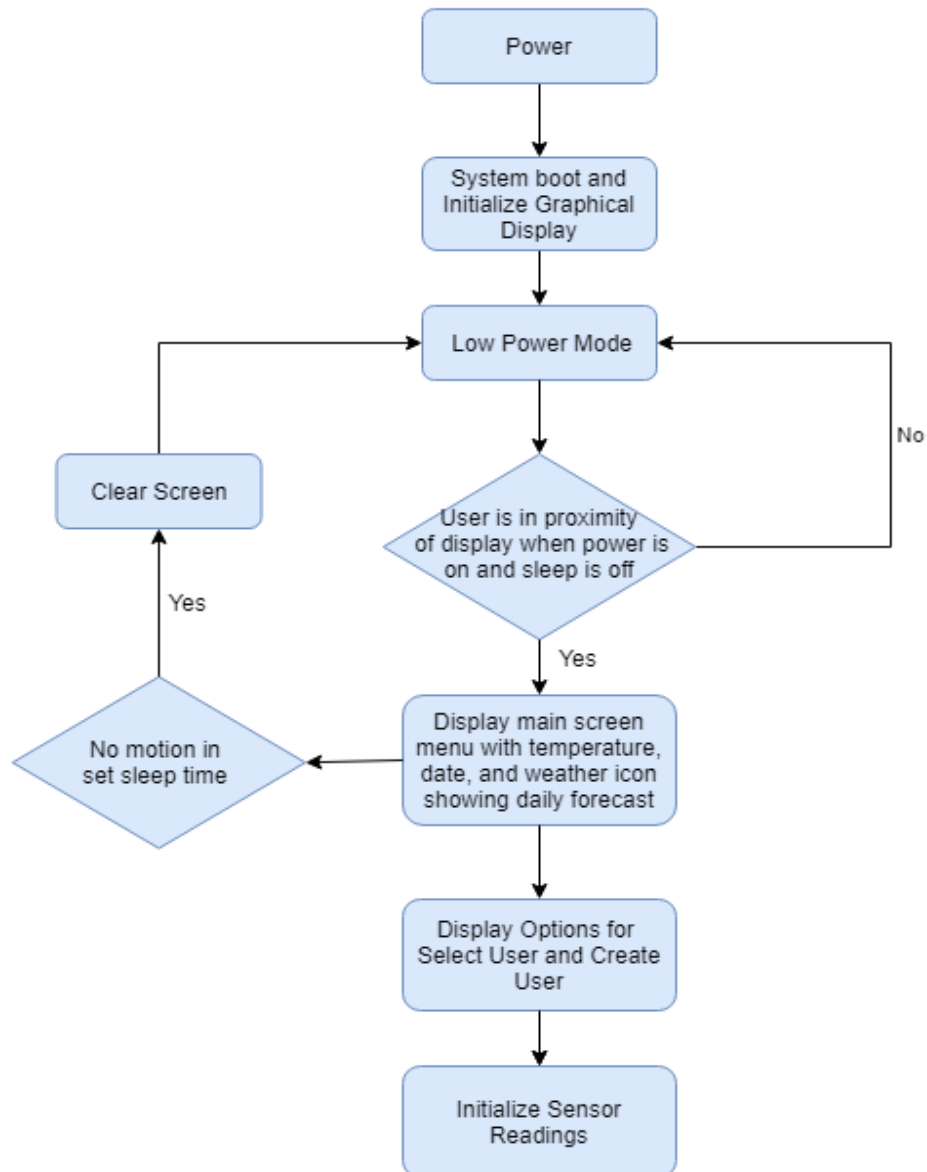 Power
System boot and
Initialize Graphical
Display
Low Power Mode
No
Clear Screen
User is in proximity
of display when power is
on and sleep is off
Yes
Yes
Display main screen
menu with temperature,
date, and weather icon
showing daily forecast
No motion in
set sleep time
Display Options for
Select User and Create
User
Initialize Sensor
Readings